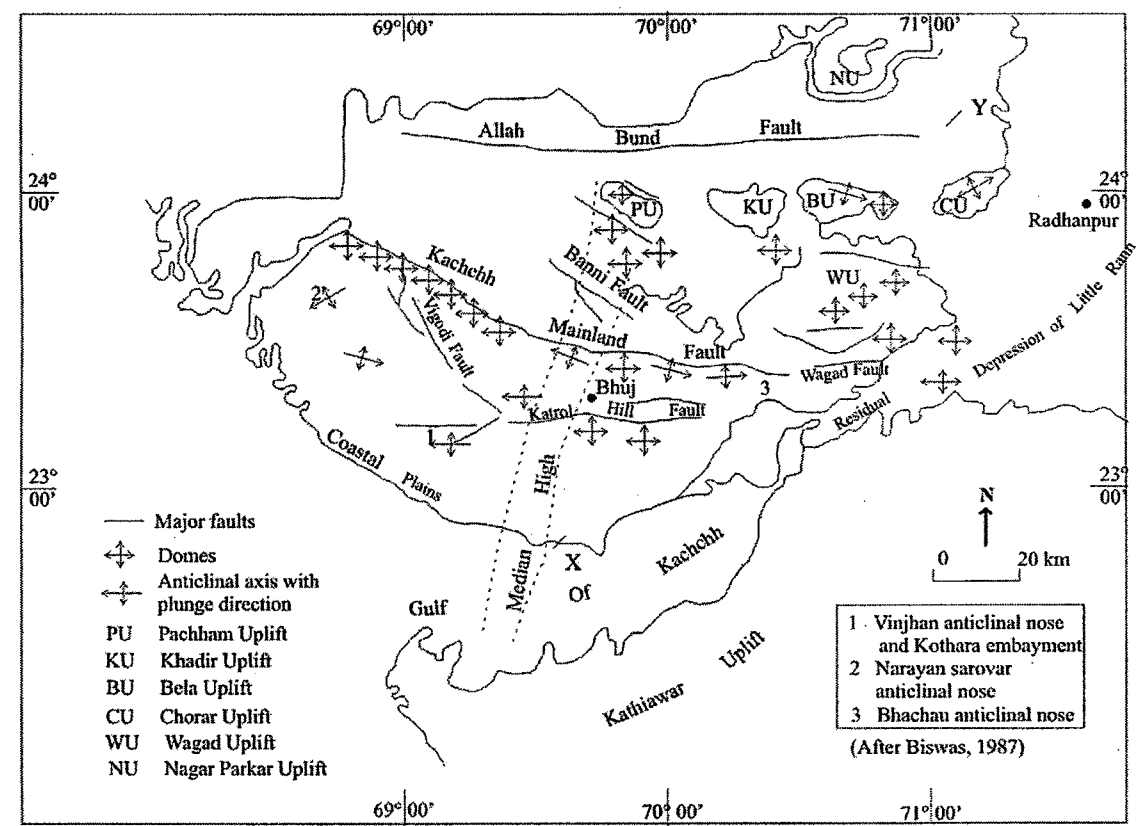 69° 00'
70° 00'
71° 00'
NU
Y
Allah Bund Fault
24° 00'
24° 00'
PU
KU
BU
CU
Radhanpur
Kachchh Mainland Fault
Banni Fault
WU
2
Vigodi Fault
Depression of Little Rann
Wagad Fault
3
Bhuj
Katrol Hill Fault
Residual
1
Coastal Plains
23° 00'
23° 00'
Median High
N
0 20 km
X
Gulf Of Kachchh
Kathiawar Uplift
Major faults
Domes
Anticlinal axis with
plunge direction
PU Pachham Uplift
KU Khadir Uplift
BU Bela Uplift
CU Chorar Uplift
WU Wagad Uplift
NU Nagar Parkar Uplift
1 Vinjhan anticlinal nose
and Kothara embayment
2 Narayan sarovar
anticlinal nose
3 Bhachau anticlinal nose
(After Biswas, 1987)
69° 00'
70° 00'
71° 00'